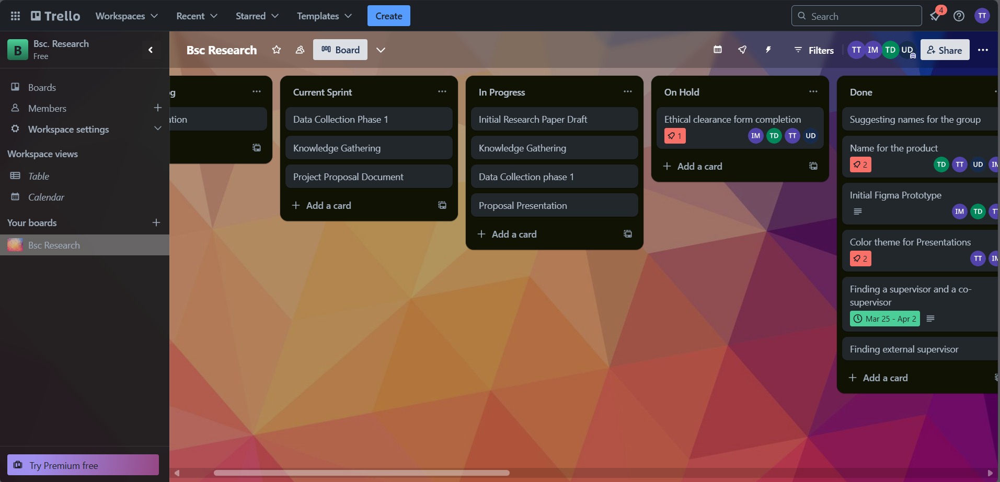 Trello
Workspaces
Recent
Starred
Templates
Create
Search
4
TT
B
Bsc. Research
Free
Boards
Members
Workspace settings
Workspace views
Table
Calendar
Your boards
Bsc Research
Try Premium free
Bsc Research
Board
Filters
TT IM TD UD
Share
g
ation
Current Sprint
Data Collection Phase 1
Knowledge Gathering
Project Proposal Document
Add a card
In Progress
Initial Research Paper Draft
Knowledge Gathering
Data Collection phase 1
Proposal Presentation
Add a card
On Hold
Ethical clearance form completion
1
IM TD TT UD
Add a card
Done
Suggesting names for the group
Name for the product
2
TD TT UD IM
Initial Figma Prototype
IM TD TT
Color theme for Presentations
2
TT IM
Finding a supervisor and a co-
supervisor
Mar 25 - Apr 2
Finding external supervisor
Add a card